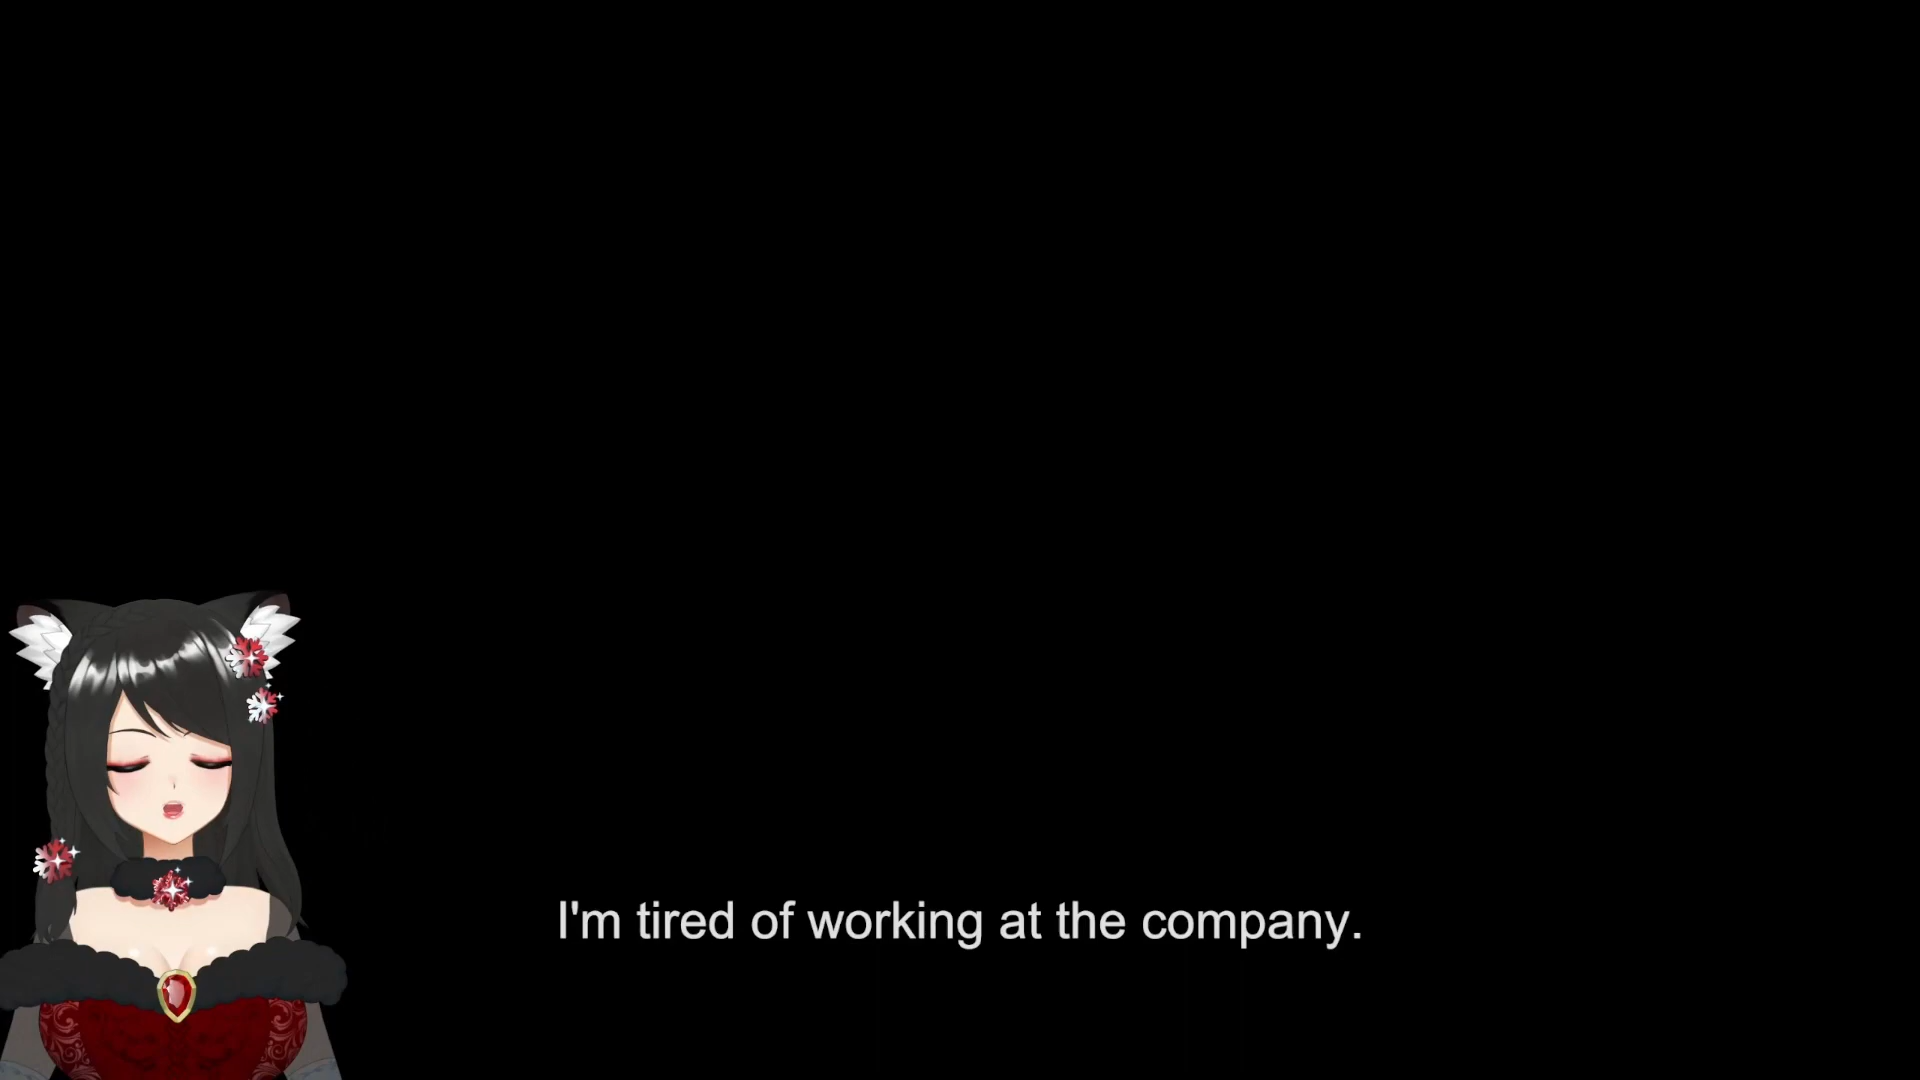 I'm tired of working at the company.